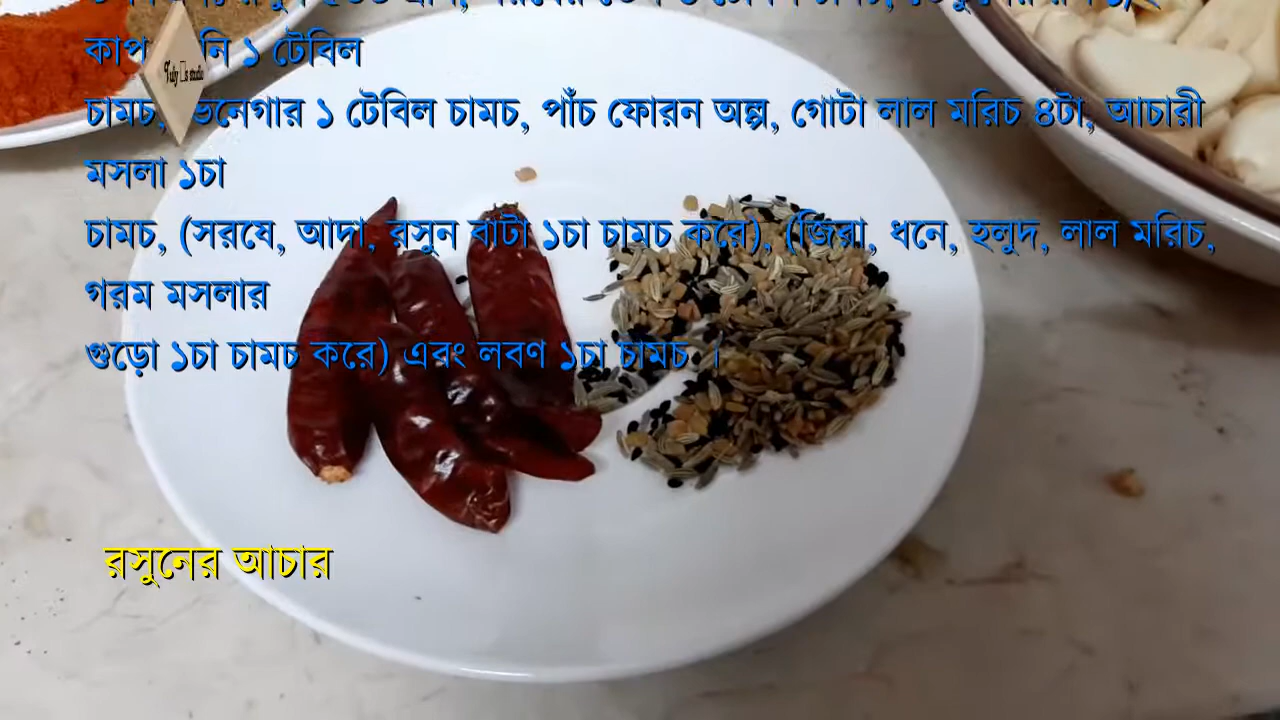 কাপ ১ টেবিল
চামচ, ১ টেবিল চামচ, পাঁচ ফোরন অল্প, গোটা লাল মরিচ ৪টা, আচারী
মসলা ১চা
চামচ, (সরষে, আদা, রসুন বাটা ১চা চামচ করে), (জিরা, ধনে, হলুদ, লাল মরিচ,
গরম মসলার
গুড়ো ১চা চামচ করে) এবং লবণ ১চা চামচ ।
রসুনের আচার